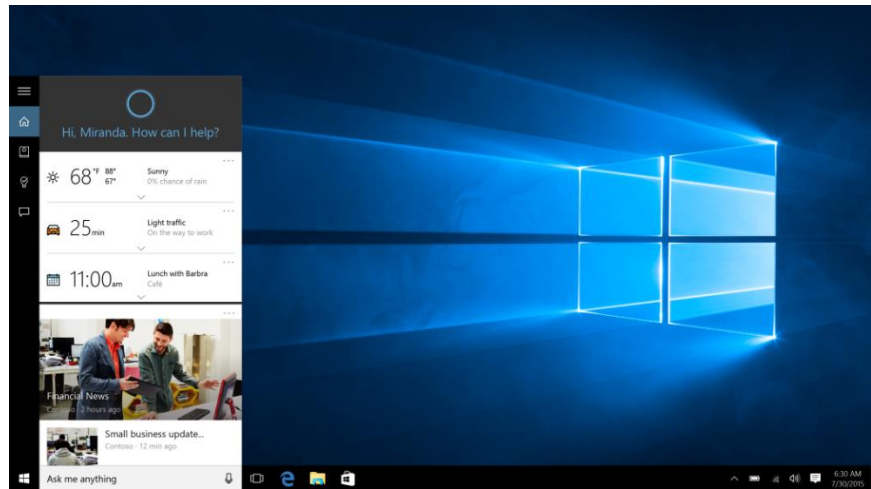 Hi, Miranda. How can I help?
68°F 88° 67°
Sunny
0% chance of rain
25min
Light traffic
On the way to work
11:00am
Lunch with Barbra
Café
Financial News
Contoso · 2 hours ago
Small business update...
Contoso · 12 min ago
Ask me anything
6:30 AM
7/30/2015